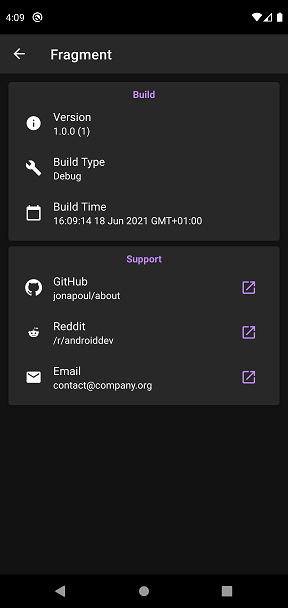 4:09
Fragment
Build
Version
1.0.0 (1)
Build Type
Debug
Build Time
16:09:14 18 Jun 2021 GMT+01:00
Support
GitHub
jonapoul/about
Reddit
/r/androiddev
Email
contact@company.org